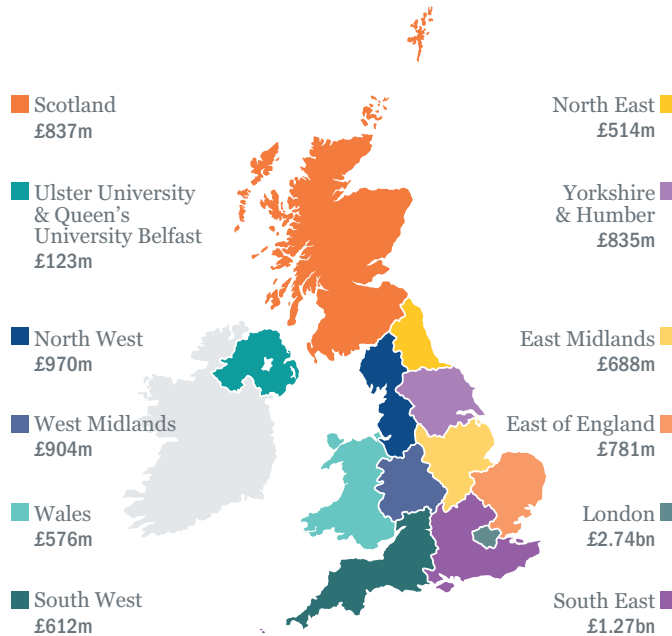 Scotland
£837m
Ulster University
& Queen's
University Belfast
£123m
North West
£970m
West Midlands
£904m
Wales
£576m
South West
£612m
North East
£514m
Yorkshire
& Humber
£835m
East Midlands
£688m
East of England
£781m
London
£2.74bn
South East
£1.27bn